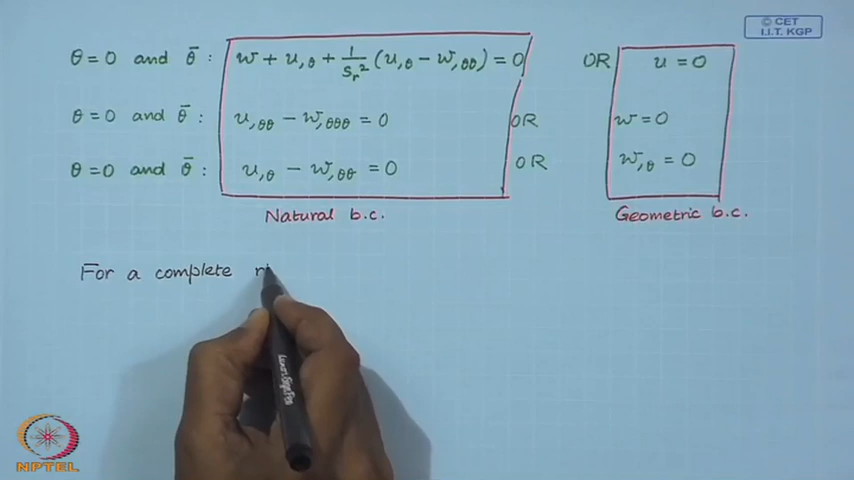 © CET
I.I.T. KGP
θ=0 and θ̄ : w + u,θ + 1/Sr² (u,θ − w,θθ) = 0 OR u = 0
θ=0 and θ̄ : u,θθ − w,θθθ = 0 OR w = 0
θ=0 and θ̄ : u,θ − w,θθ = 0 OR w,θ = 0
Natural b.c. Geometric b.c.
For a complete
NPTEL